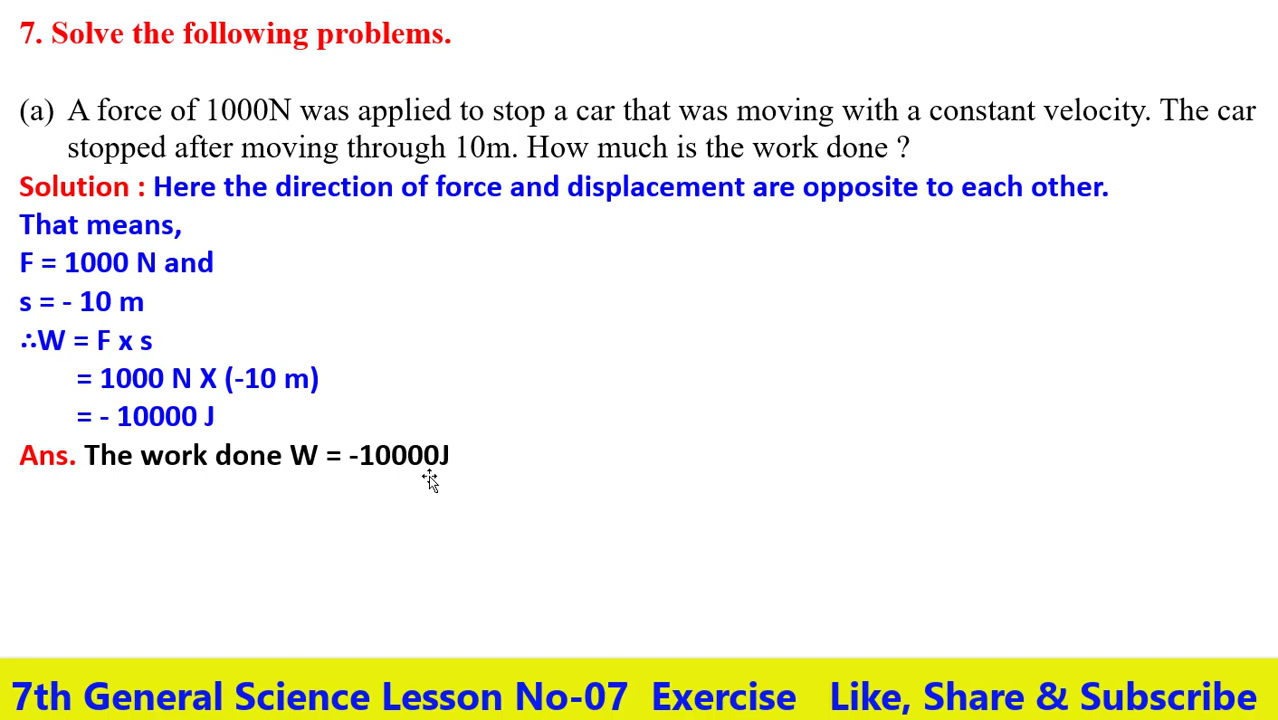 7. Solve the following problems.
(a) A force of 1000N was applied to stop a car that was moving with a constant velocity. The car
stopped after moving through 10m. How much is the work done ?
Solution : Here the direction of force and displacement are opposite to each other.
That means,
F = 1000 N and
s = - 10 m
∴W = F x s
= 1000 N X (-10 m)
= - 10000 J
Ans. The work done W = -10000J
7th General Science Lesson No-07 Exercise Like, Share & Subscribe